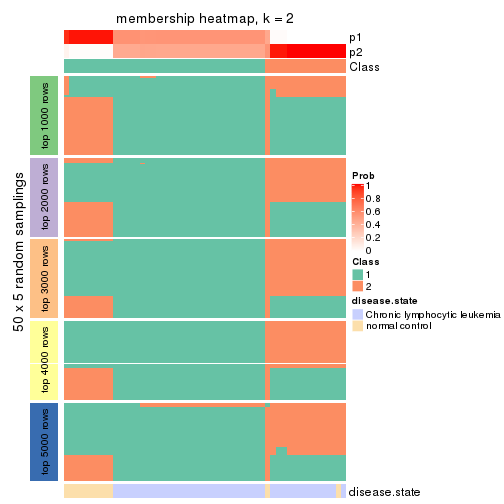 membership heatmap, k = 2
p1
p2
Class
50 x 5 random samplings
top 1000 rows
top 2000 rows
top 3000 rows
top 4000 rows
top 5000 rows
Prob
1
0.8
0.6
0.4
0.2
0
Class
1
2
disease.state
Chronic lymphocytic leukemia
normal control
disease.state